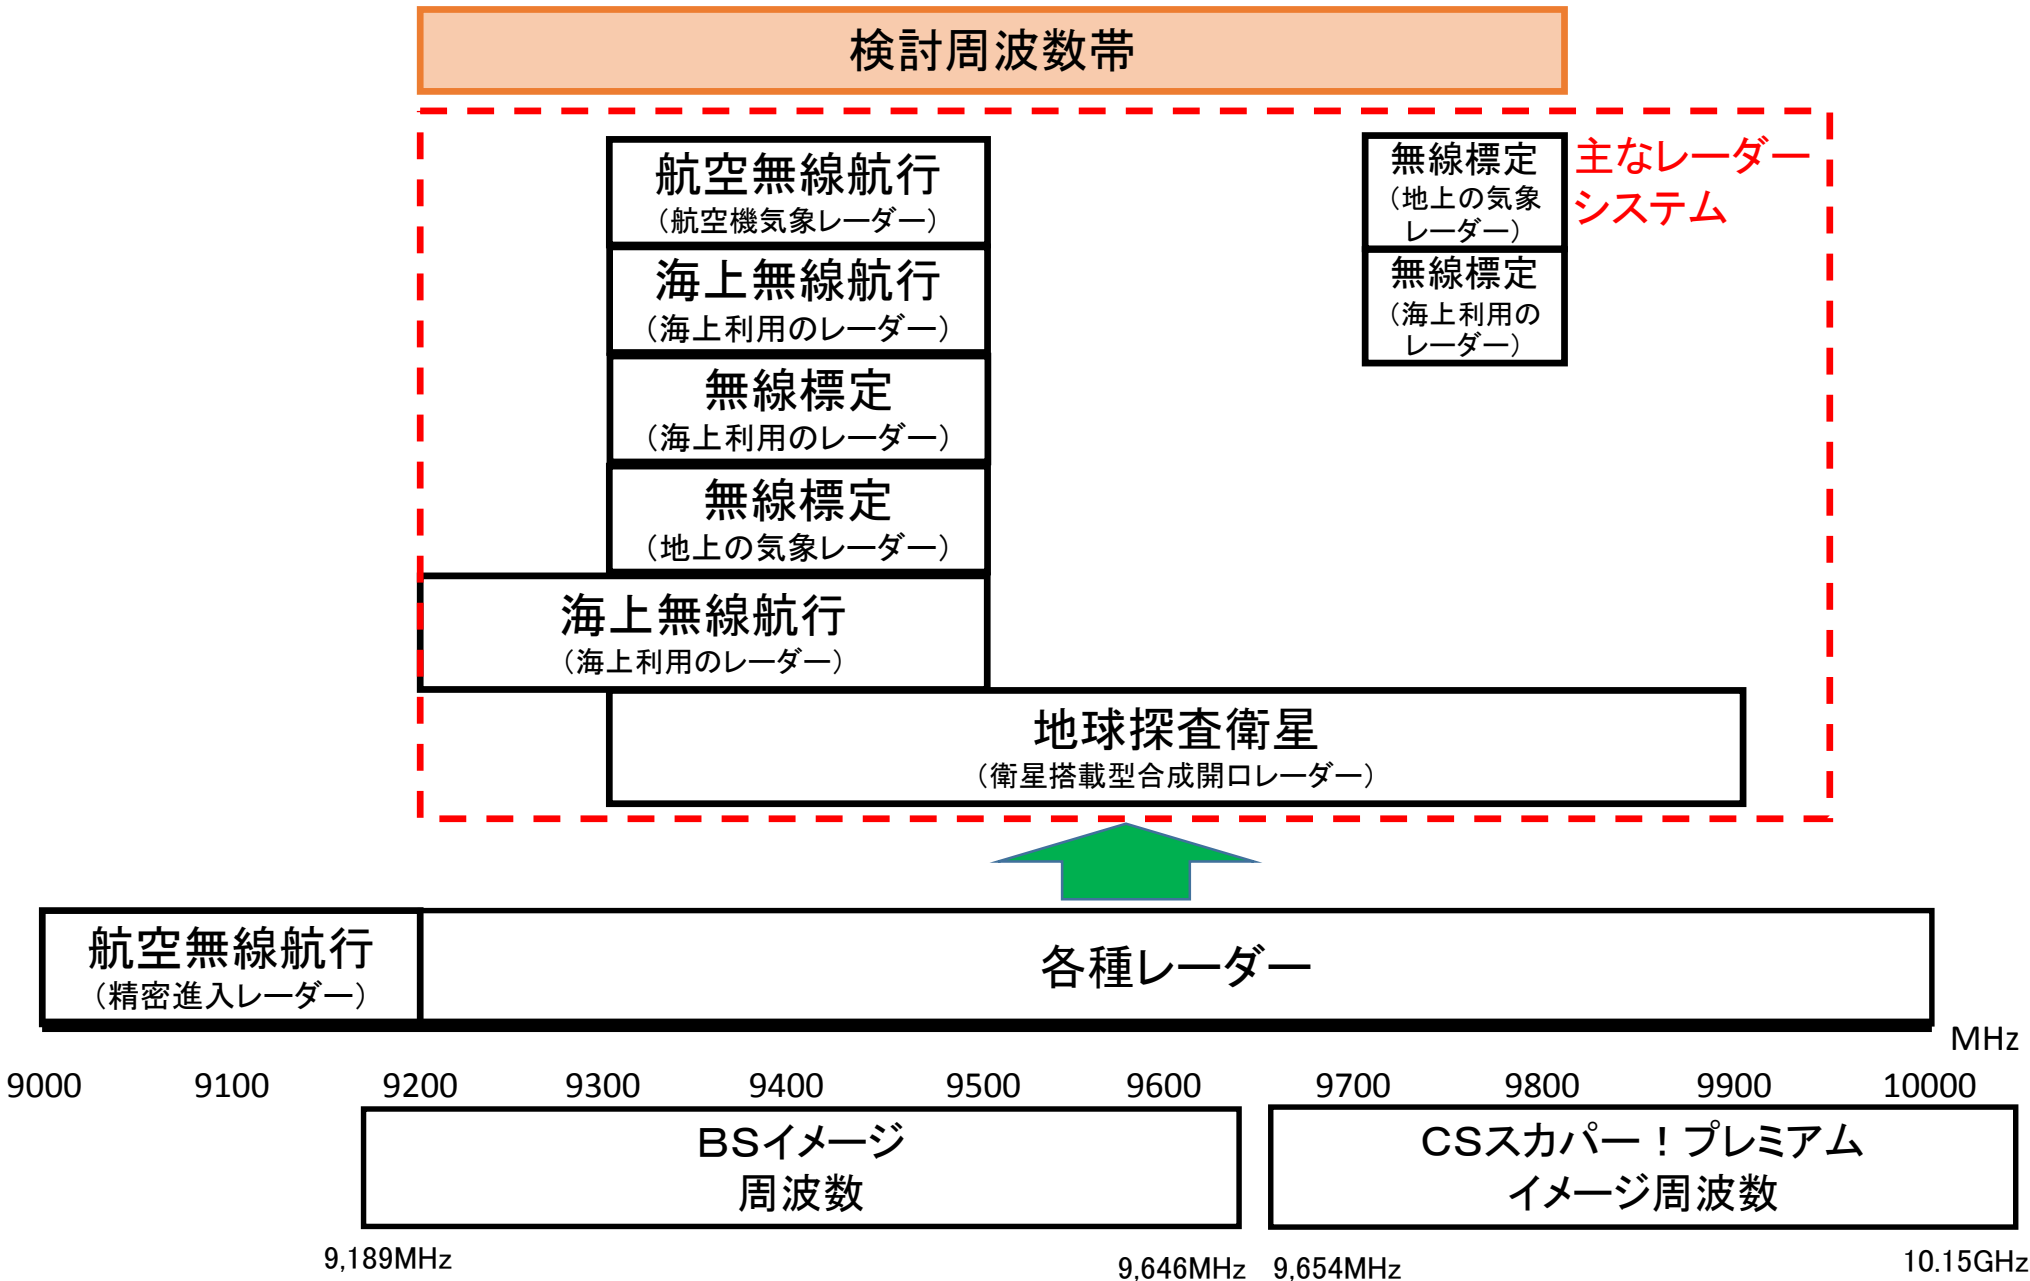 検討周波数帯
航空無線航行
（航空機気象レーダー）
海上無線航行
（海上利用のレーダー）
無線標定
（海上利用のレーダー）
無線標定
（地上の気象レーダー）
海上無線航行
（海上利用のレーダー）
地球探査衛星
（衛星搭載型合成開口レーダー）
無線標定
（地上の気象
レーダー）
無線標定
（海上利用の
レーダー）
主なレーダー
システム
航空無線航行
（精密進入レーダー）
各種レーダー
MHz
9000 9100 9200 9300 9400 9500 9600 9700 9800 9900 10000
BSイメージ
周波数
CSスカパー！プレミアム
イメージ周波数
9,189MHz
9,646MHz
9,654MHz
10.15GHz